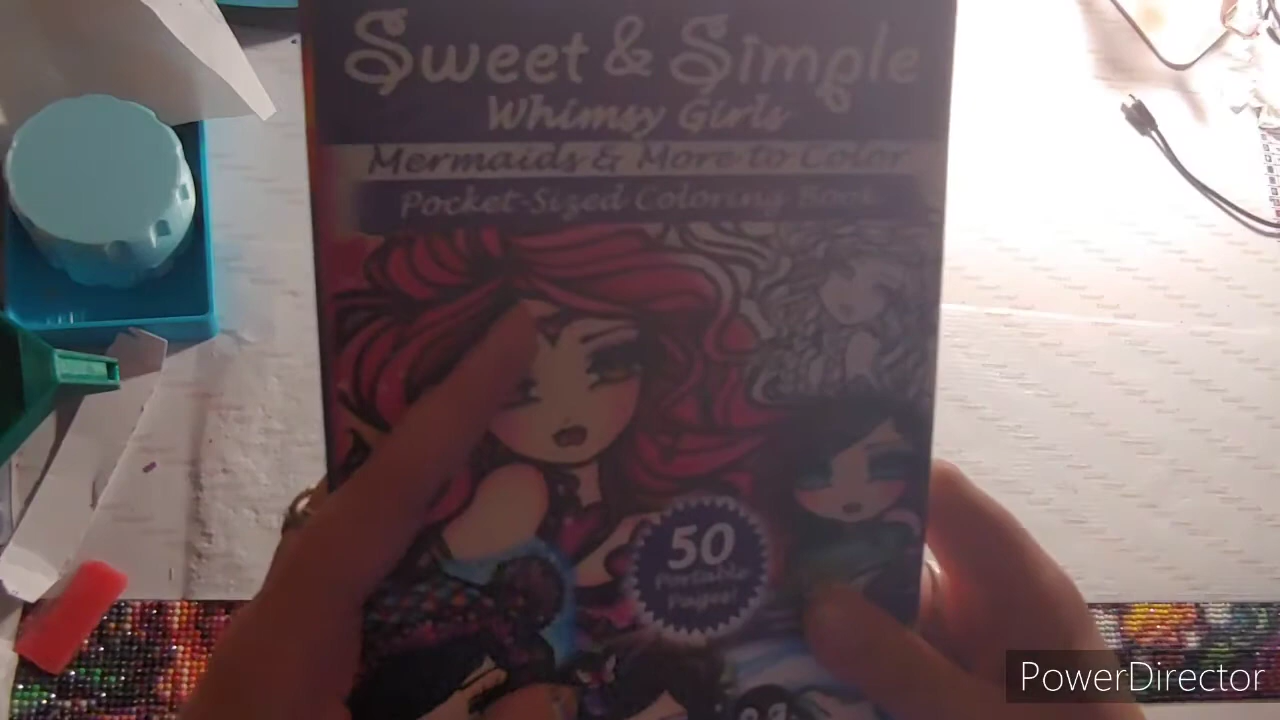 Sweet & Simple
Whimsy Girls
Mermaids & More to Color
Pocket-Sized Coloring Book
50
Portable
Pages!
PowerDirector